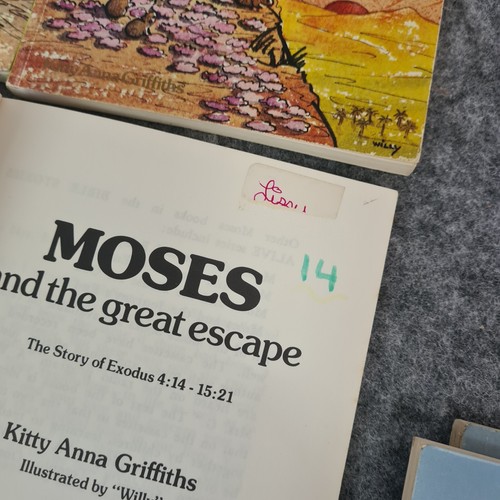 Anna Griffiths
Willy
Lissy
14
MOSES
and the great escape
The Story of Exodus 4:14 - 15:21
Kitty Anna Griffiths
Illustrated by "Willy"